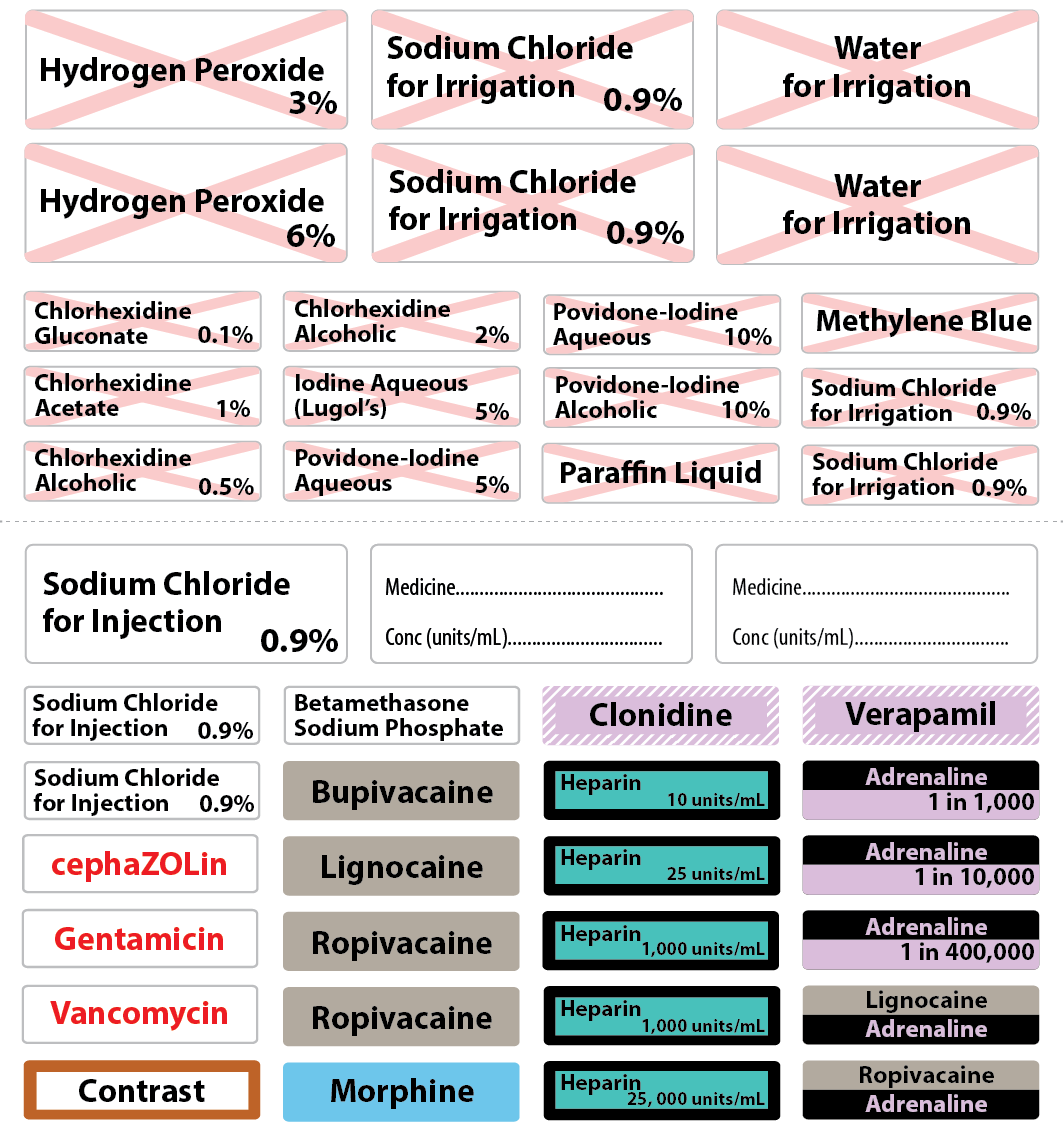 Hydrogen Peroxide
3%
Sodium Chloride
for Irrigation 0.9%
Water
for Irrigation
Hydrogen Peroxide
6%
Sodium Chloride
for Irrigation 0.9%
Water
for Irrigation
Chlorhexidine
Gluconate 0.1%
Chlorhexidine
Alcoholic 2%
Povidone-Iodine
Aqueous 10%
Methylene Blue
Chlorhexidine
Acetate 1%
Iodine Aqueous
(Lugol's) 5%
Povidone-Iodine
Alcoholic 10%
Sodium Chloride
for Irrigation 0.9%
Chlorhexidine
Alcoholic 0.5%
Povidone-Iodine
Aqueous 5%
Paraffin Liquid
Sodium Chloride
for Irrigation 0.9%
Sodium Chloride
for Injection 0.9%
Medicine............................................
Conc (units/mL).................................
Medicine............................................
Conc (units/mL).................................
Sodium Chloride
for Injection 0.9%
Betamethasone
Sodium Phosphate
Clonidine
Verapamil
Sodium Chloride
for Injection 0.9%
Bupivacaine
Heparin
10 units/mL
Adrenaline
1 in 1,000
cephaZOLin
Lignocaine
Heparin
25 units/mL
Adrenaline
1 in 10,000
Gentamicin
Ropivacaine
Heparin
1,000 units/mL
Adrenaline
1 in 400,000
Vancomycin
Ropivacaine
Heparin
1,000 units/mL
Lignocaine
Adrenaline
Contrast
Morphine
Heparin
25, 000 units/mL
Ropivacaine
Adrenaline